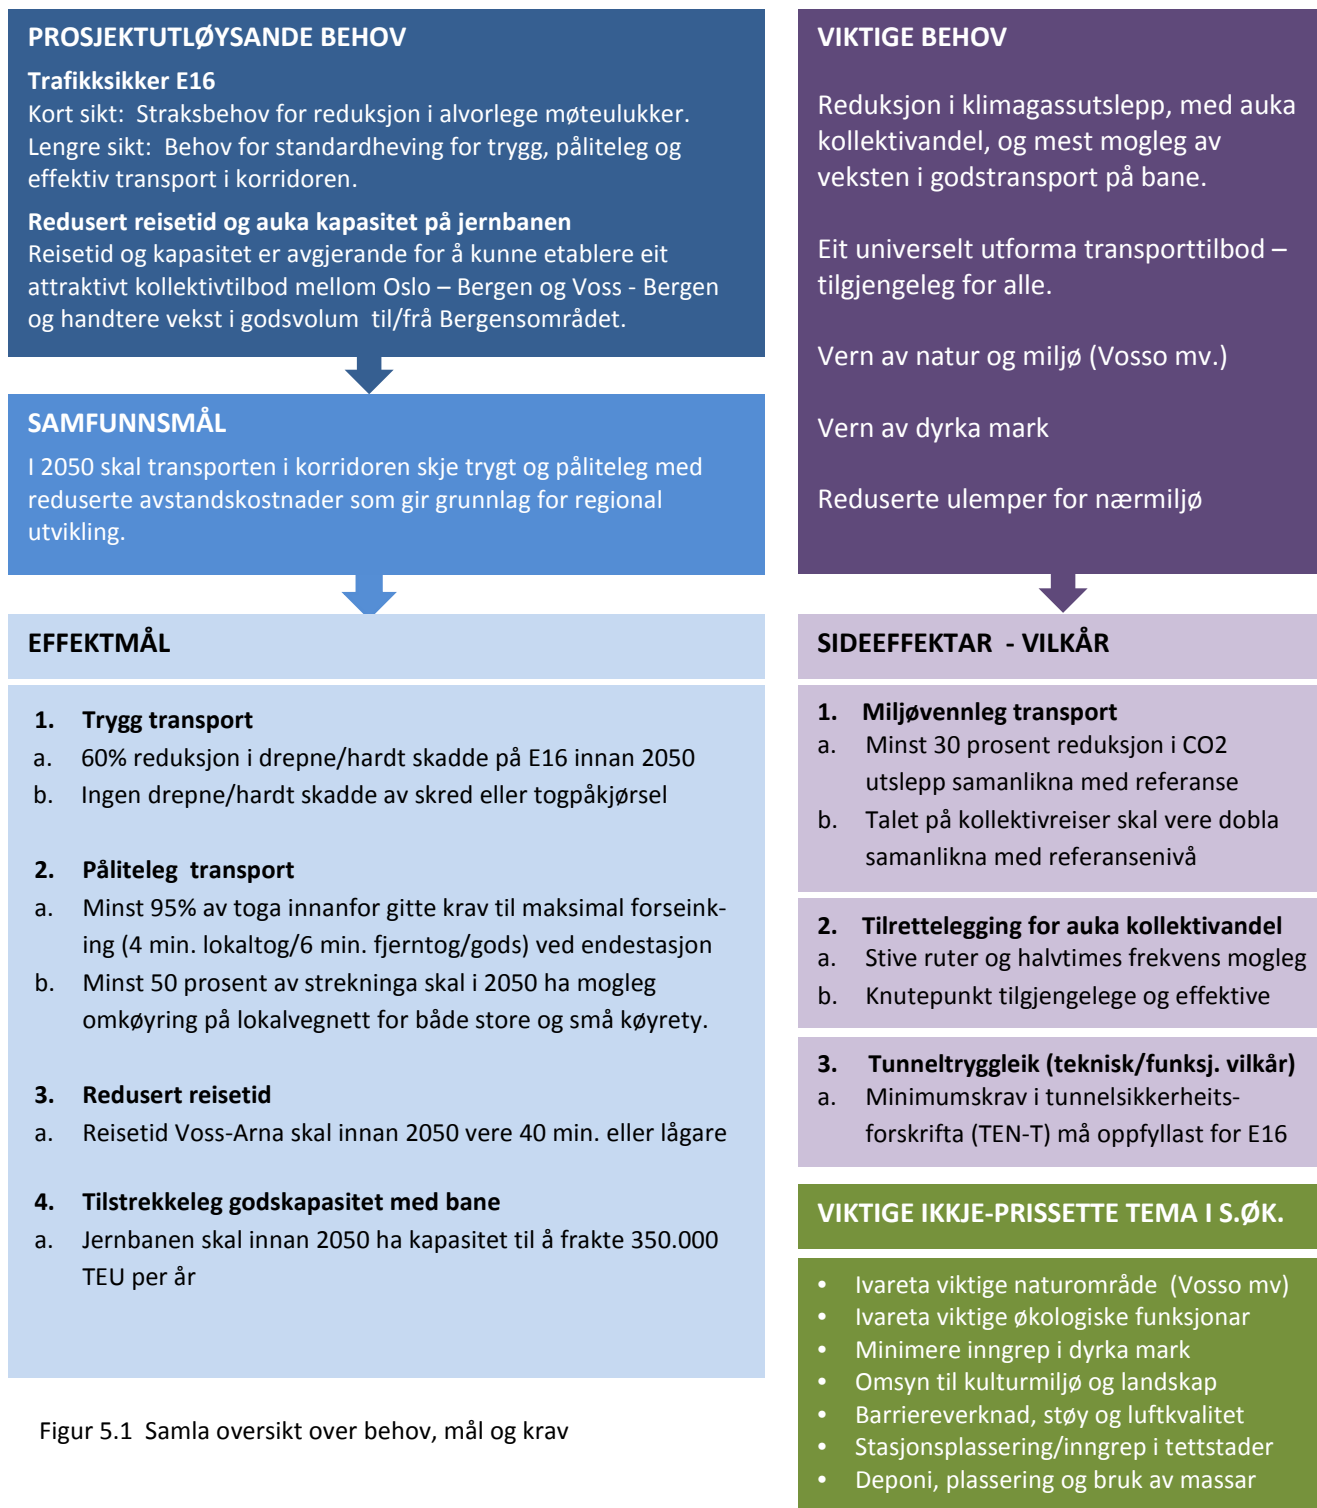 PROSJEKTUTLØYSANDE BEHOV
Trafikksikker E16
Kort sikt:  Straksbehov for reduksjon i alvorlege møteulukker.
Lengre sikt:  Behov for standardheving for trygg, påliteleg og
effektiv transport i korridoren.
Redusert reisetid og auka kapasitet på jernbanen
Reisetid og kapasitet er avgjerande for å kunne etablere eit
attraktivt kollektivtilbod mellom Oslo – Bergen og Voss - Bergen
og handtere vekst i godsvolum  til/frå Bergensområdet.
SAMFUNNSMÅL
I 2050 skal transporten i korridoren skje trygt og påliteleg med
reduserte avstandskostnader som gir grunnlag for regional
utvikling.
EFFEKTMÅL
1. Trygg transport
a. 60% reduksjon i drepne/hardt skadde på E16 innan 2050
b. Ingen drepne/hardt skadde av skred eller togpåkjørsel
2. Påliteleg  transport
a. Minst 95% av toga innanfor gitte krav til maksimal forseink-
ing (4 min. lokaltog/6 min. fjerntog/gods) ved endestasjon
b. Minst 50 prosent av strekninga skal i 2050 ha mogleg
omkøyring på lokalvegnett for både store og små køyrety.
3. Redusert reisetid
a. Reisetid Voss-Arna skal innan 2050 vere 40 min. eller lågare
4. Tilstrekkeleg godskapasitet med bane
a. Jernbanen skal innan 2050 ha kapasitet til å frakte 350.000
TEU per år
Figur 5.1  Samla oversikt over behov, mål og krav
VIKTIGE BEHOV
Reduksjon i klimagassutslepp, med auka
kollektivandel, og mest mogleg av
veksten i godstransport på bane.
Eit universelt utforma transporttilbod –
tilgjengeleg for alle.
Vern av natur og miljø (Vosso mv.)
Vern av dyrka mark
Reduserte ulemper for nærmiljø
SIDEEFFEKTAR  - VILKÅR
1. Miljøvennleg transport
a. Minst 30 prosent reduksjon i CO2
utslepp samanlikna med referanse
b. Talet på kollektivreiser skal vere dobla
samanlikna med referansenivå
2. Tilrettelegging for auka kollektivandel
a. Stive ruter og halvtimes frekvens mogleg
b. Knutepunkt tilgjengelege og effektive
3. Tunneltryggleik (teknisk/funksj. vilkår)
a. Minimumskrav i tunnelsikkerheits-
forskrifta (TEN-T) må oppfyllast for E16
VIKTIGE IKKJE-PRISSETTE TEMA I S.ØK.
• Ivareta viktige naturområde  (Vosso mv)
• Ivareta viktige økologiske funksjonar
• Minimere inngrep i dyrka mark
• Omsyn til kulturmiljø og landskap
• Barriereverknad, støy og luftkvalitet
• Stasjonsplassering/inngrep i tettstader
• Deponi, plassering og bruk av massar